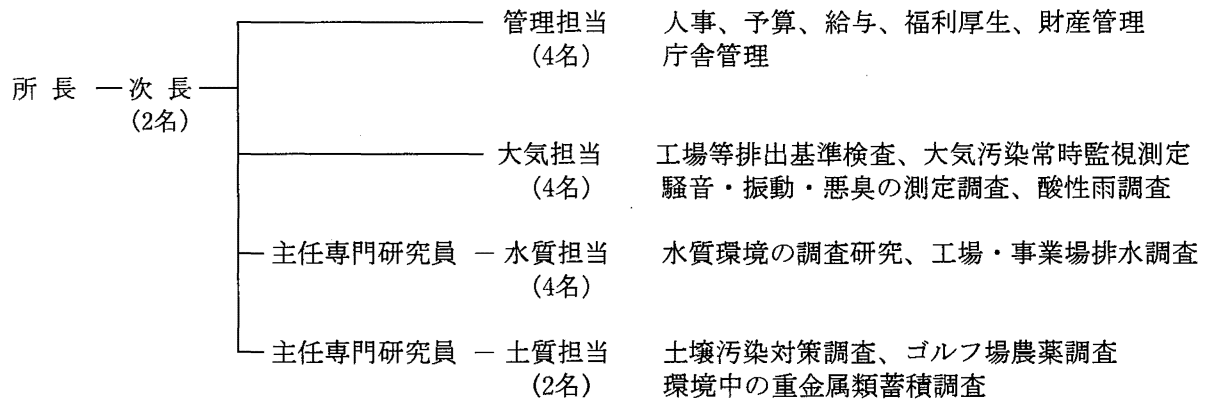 管理担当 人事、予算、給与、福利厚生、財産管理
(4名) 庁舎管理
所長 ― 次長
(2名)
大気担当 工場等排出基準検査、大気汚染常時監視測定
(4名) 騒音・振動・悪臭の測定調査、酸性雨調査
主任専門研究員 － 水質担当 水質環境の調査研究、工場・事業場排水調査
(4名)
主任専門研究員 － 土質担当 土壌汚染対策調査、ゴルフ場農薬調査
(2名) 環境中の重金属類蓄積調査